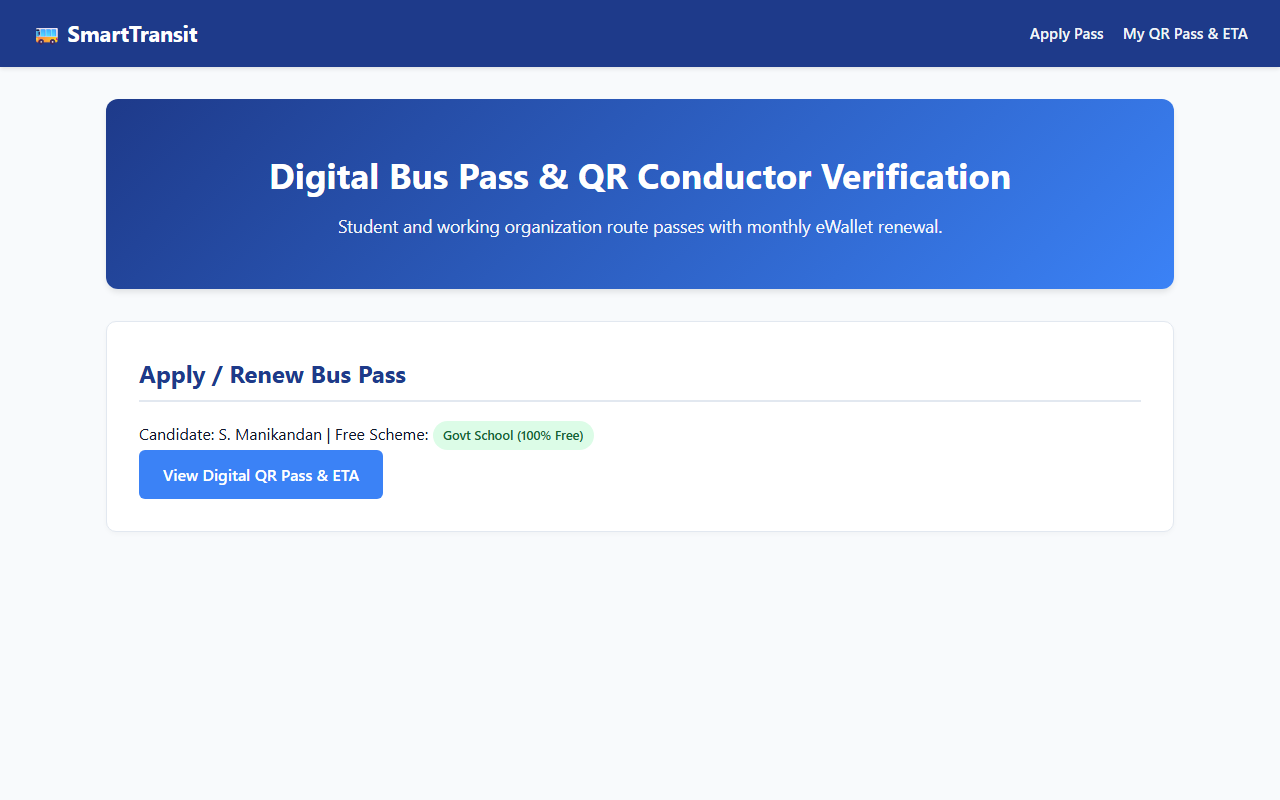 SmartTransit
Apply Pass
My QR Pass & ETA
Digital Bus Pass & QR Conductor Verification
Student and working organization route passes with monthly eWallet renewal.
Apply / Renew Bus Pass
Candidate: S. Manikandan | Free Scheme: Govt School (100% Free)
View Digital QR Pass & ETA